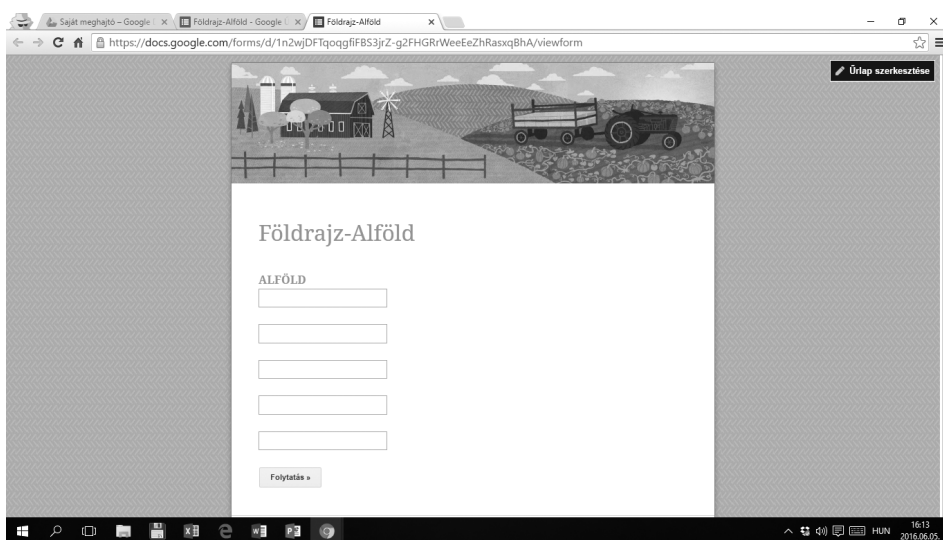 Saját meghajtó – Google
Földrajz-Alföld - Google
Földrajz-Alföld
https://docs.google.com/forms/d/1n2wjDFTqoqgfiFBS3jrZ-g2FHGRrWeeEeZhRasxqBhA/viewform
Űrlap szerkesztése
Földrajz-Alföld
ALFÖLD
Folytatás »
HUN
16:13
2016.06.05.